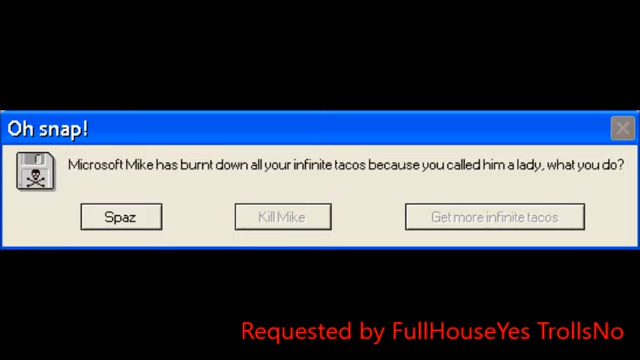 Oh snap!
Microsoft Mike has burnt down all your infinite tacos because you called him a lady, what you do?
Spaz
Kill Mike
Get more infinite tacos
Requested by FullHouseYes TrollsNo